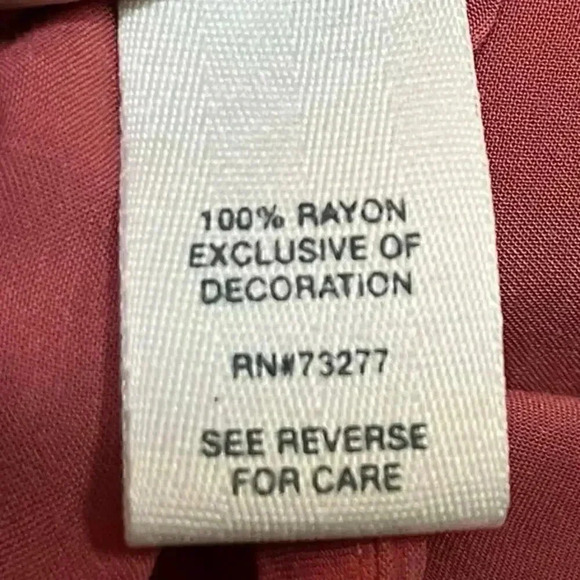 100% RAYON
EXCLUSIVE OF
DECORATION
RN#73277
SEE REVERSE
FOR CARE